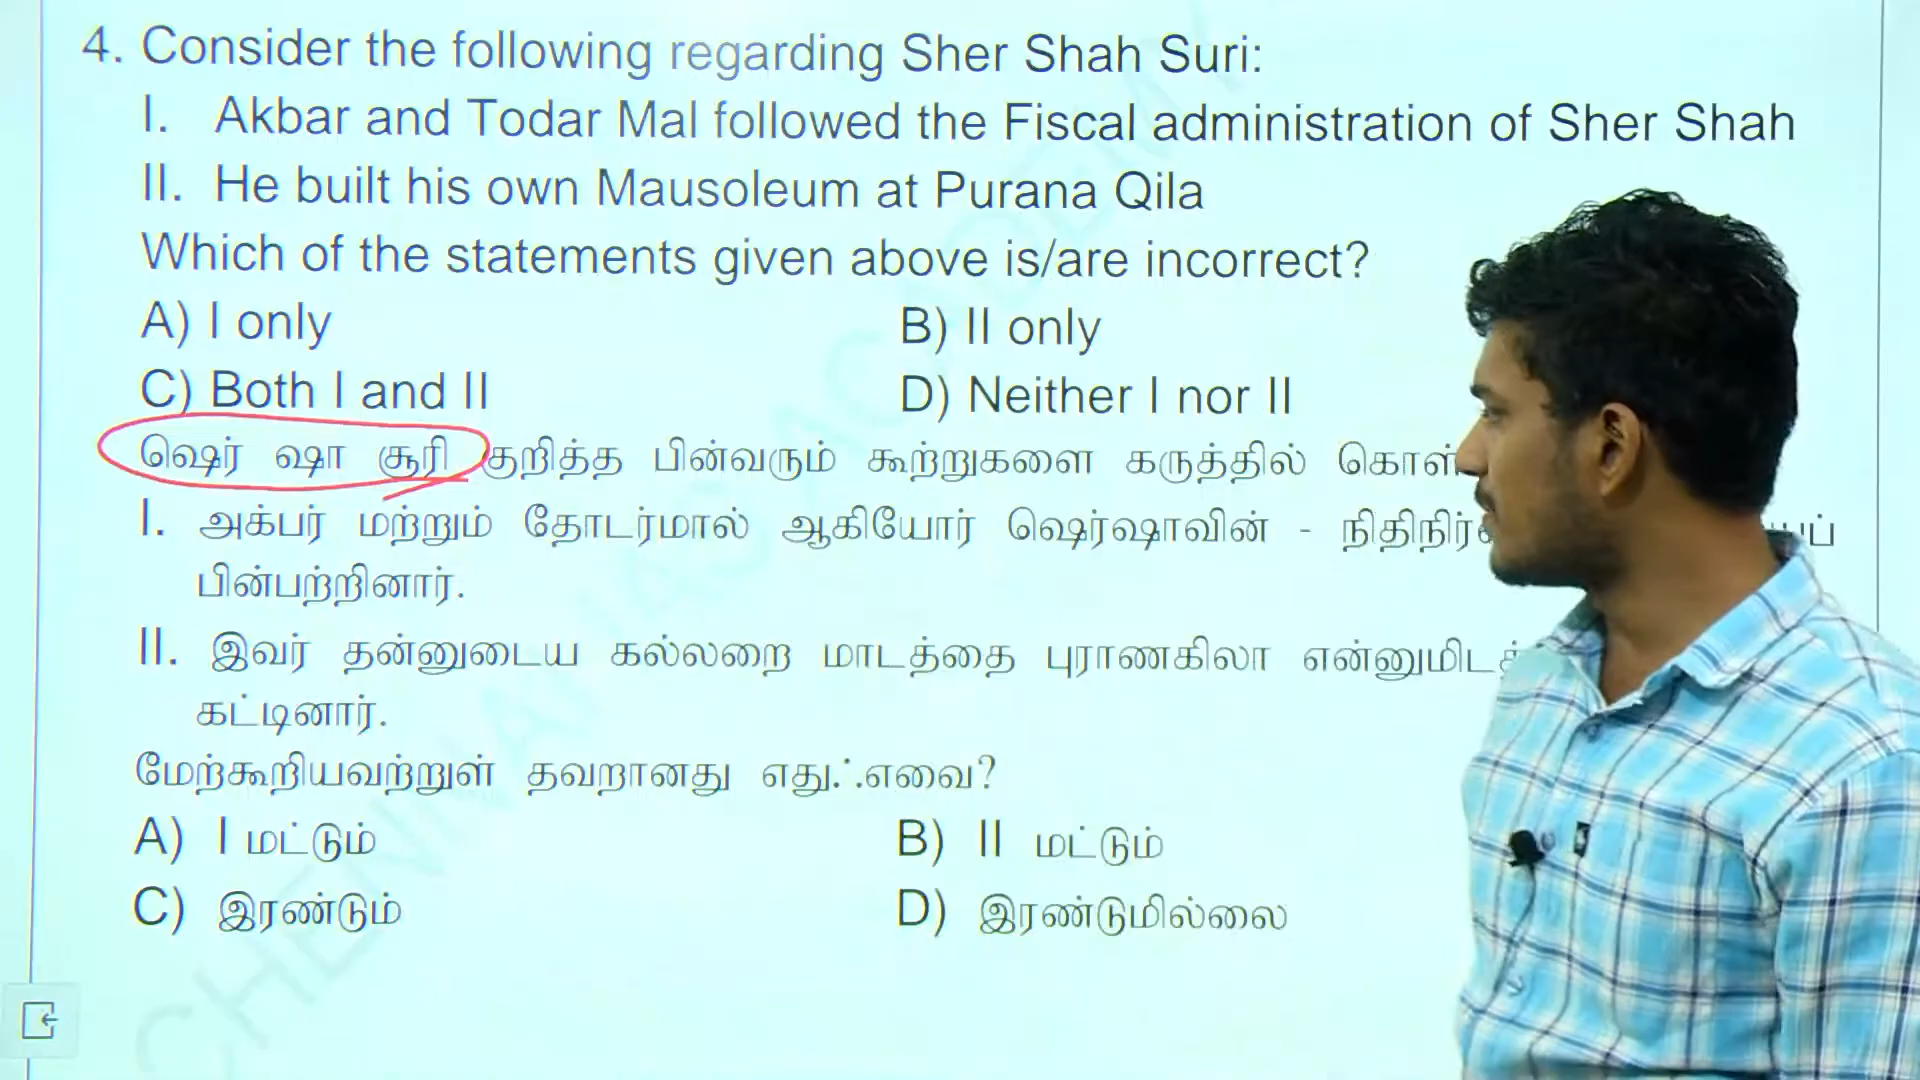 4. Consider the following regarding Sher Shah Suri:
I. Akbar and Todar Mal followed the Fiscal administration of Sher Shah
II. He built his own Mausoleum at Purana Qila
Which of the statements given above is/are incorrect?
A) I only B) II only
C) Both I and II D) Neither I nor II
ஷெர் ஷா சூரி குறித்த பின்வரும் கூற்றுகளை கருத்தில்
I. அக்பர் மற்றும் தோடர்மால் ஆகியோர் ஷெர்ஷாவின் -
பின்பற்றினார்.
II. இவர் தன்னுடைய கல்லறை மாடத்தை புராணகிலா
கட்டினார்.
மேற்கூறியவற்றுள் தவறானது எதுஃஎவை?
A) I மட்டும் B) II மட்டும்
C) இரண்டும் D) இரண்டுமில்லை